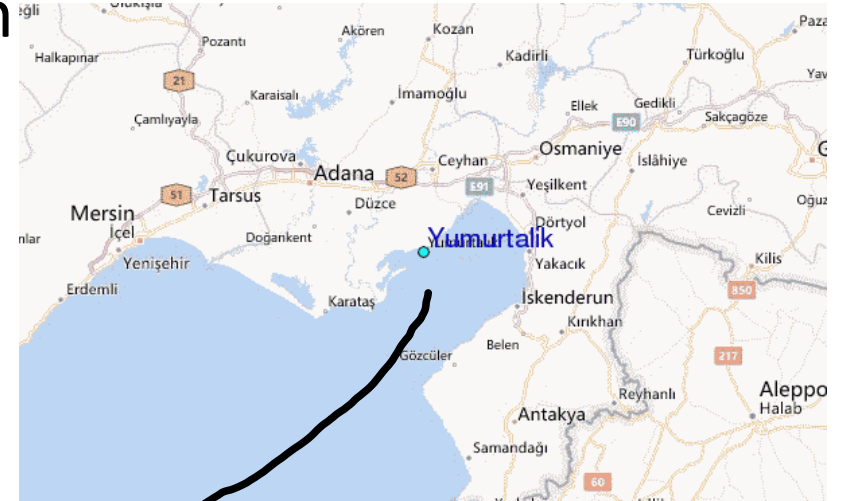 Pozantı
Akören
Kozan
Halkapınar
Kadirli
Türkoğlu
21
Karaisalı
İmamoğlu
Ellek
Gedikli
Çamlıyayla
E90
Sakçagöze
Çukurova
Adana
52
Ceyhan
Osmaniye
İslâhiye
51
Tarsus
E91
Yeşilkent
Mersin
Düzce
Cevizli
İçel
Doğankent
Dörtyol
Yumurtalik
Yenişehir
Yakacık
Kilis
Erdemli
Karataş
İskenderun
850
Kırıkhan
Belen
Gözcüler
217
Reyhanlı
Aleppo
Halab
Antakya
Samandağı
60